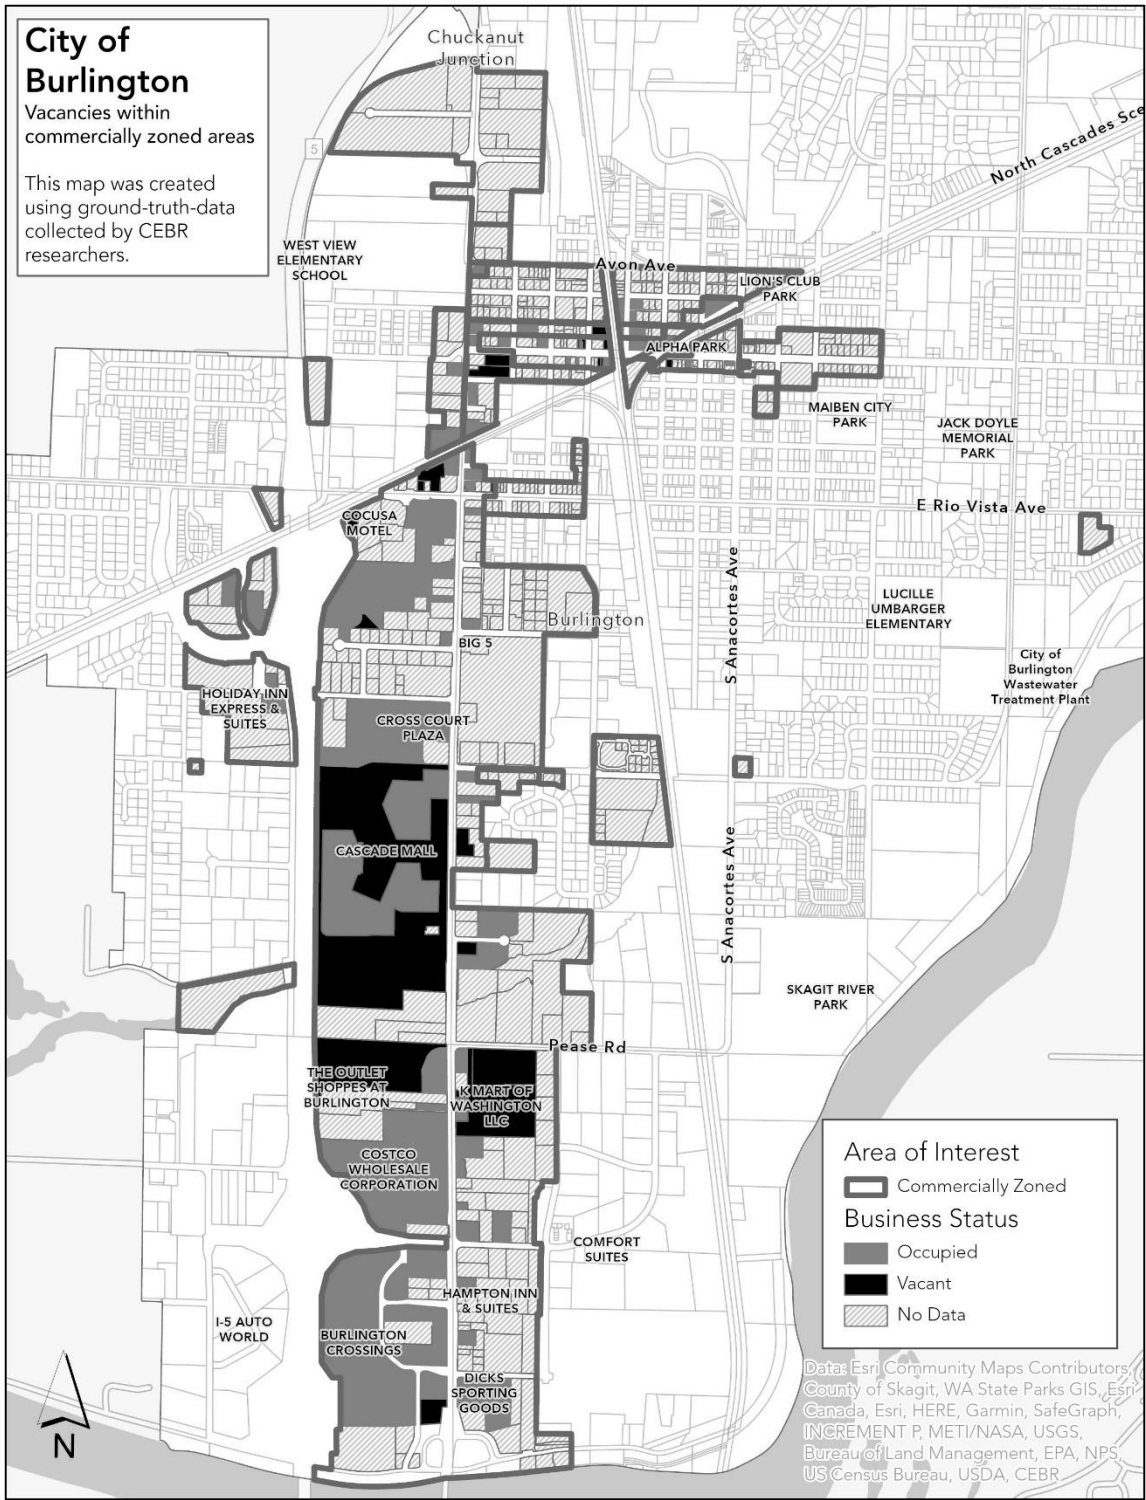 City of
Burlington
Vacancies within
commercially zoned areas
This map was created
using ground-truth-data
collected by CEBR
researchers.
Chuckanut
Junction
5
North Cascades Sce
WEST VIEW
ELEMENTARY
SCHOOL
Avon Ave
LION'S CLUB
PARK
ALPHA PARK
MAIBEN CITY
PARK
JACK DOYLE
MEMORIAL
PARK
E Rio Vista Ave
COCUSA
MOTEL
S Anacortes Ave
LUCILLE
UMBARGER
ELEMENTARY
Burlington
BIG 5
City of
Burlington
Wastewater
Treatment Plant
HOLIDAY INN
EXPRESS &
SUITES
CROSS COURT
PLAZA
CASCADE MALL
S Anacortes Ave
SKAGIT RIVER
PARK
Pease Rd
THE OUTLET
SHOPPES AT
BURLINGTON
K MART OF
WASHINGTON
LLC
COSTCO
WHOLESALE
CORPORATION
COMFORT
SUITES
HAMPTON INN
& SUITES
I-5 AUTO
WORLD
BURLINGTON
CROSSINGS
DICKS
SPORTING
GOODS
N
Area of Interest
Commercially Zoned
Business Status
Occupied
Vacant
No Data
Data: Esri Community Maps Contributors,
County of Skagit, WA State Parks GIS, Esri
Canada, Esri, HERE, Garmin, SafeGraph,
INCREMENT P, METI/NASA, USGS,
Bureau of Land Management, EPA, NPS,
US Census Bureau, USDA, CEBR